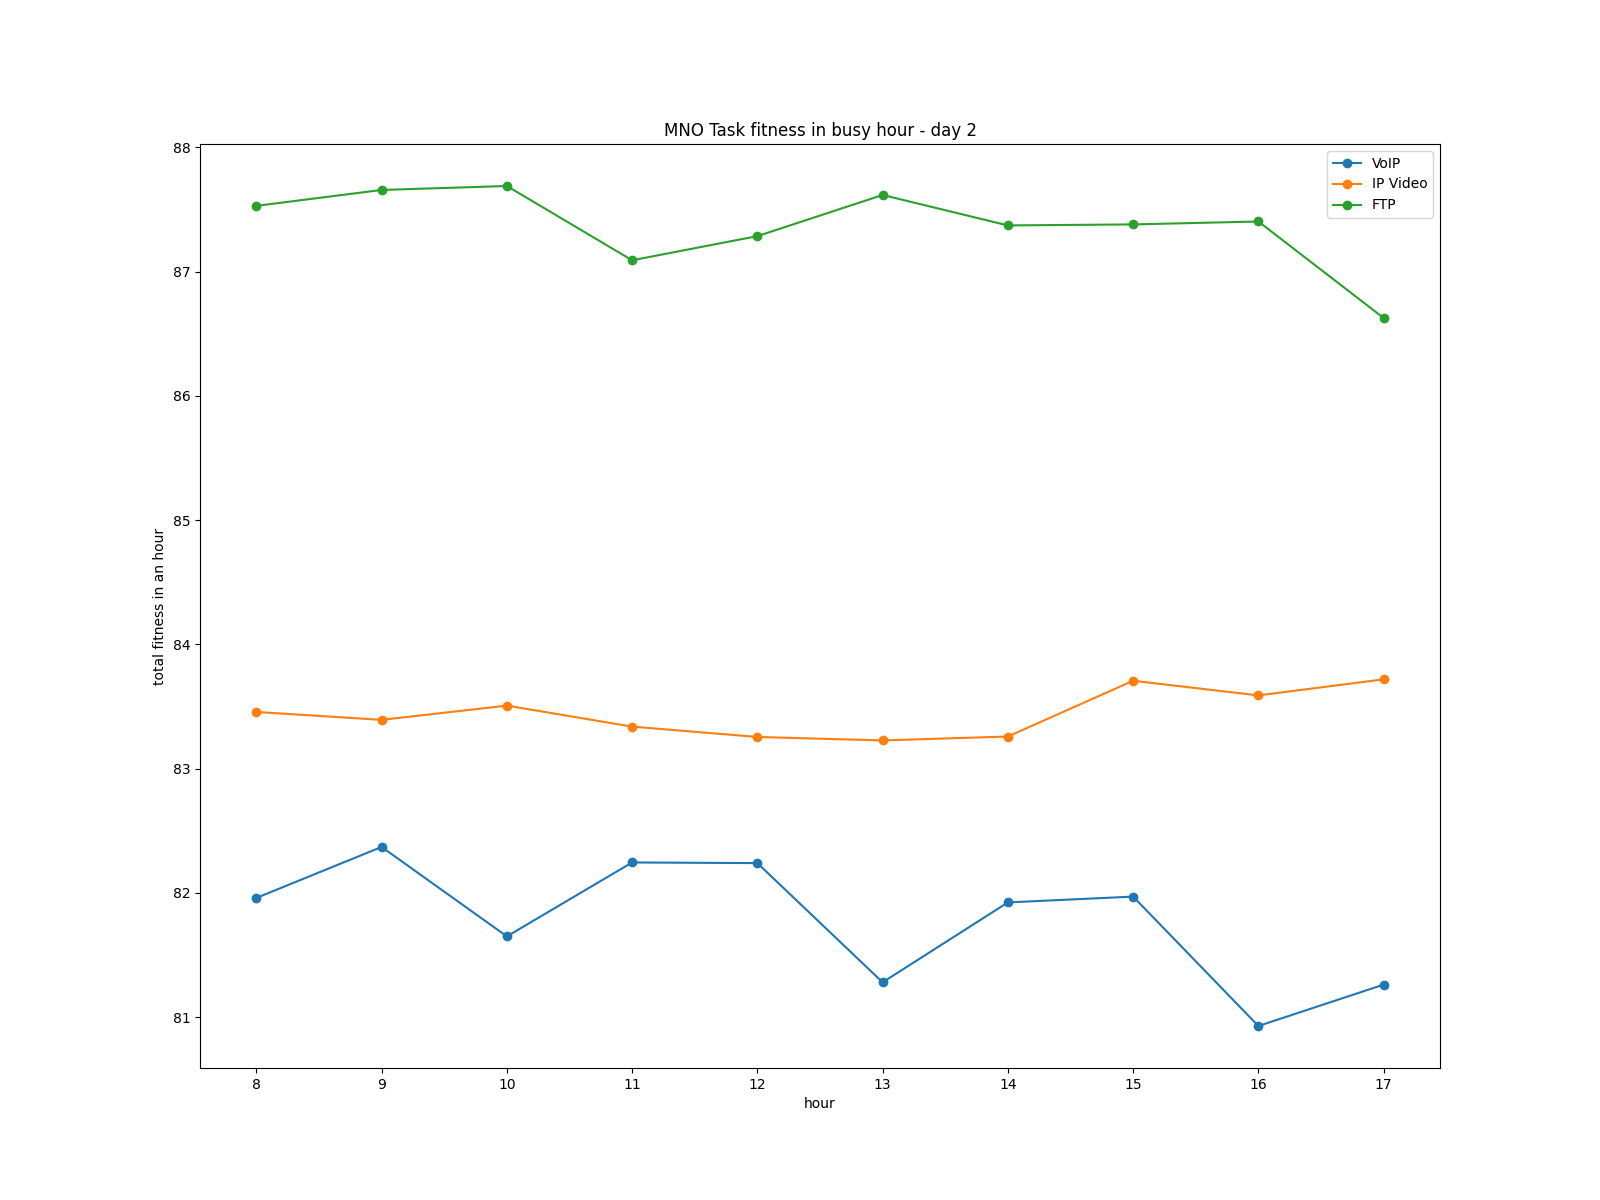 MNO Task fitness in busy hour - day 2
VoIP
IP Video
FTP
88
87
86
85
84
83
82
81
total fitness in an hour
8 9 10 11 12 13 14 15 16 17
hour